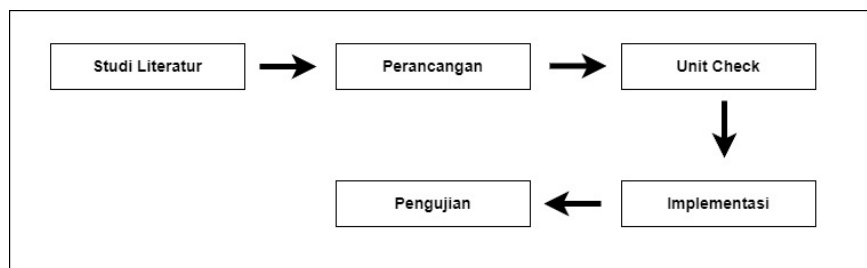 Studi Literatur
Perancangan
Unit Check
Implementasi
Pengujian